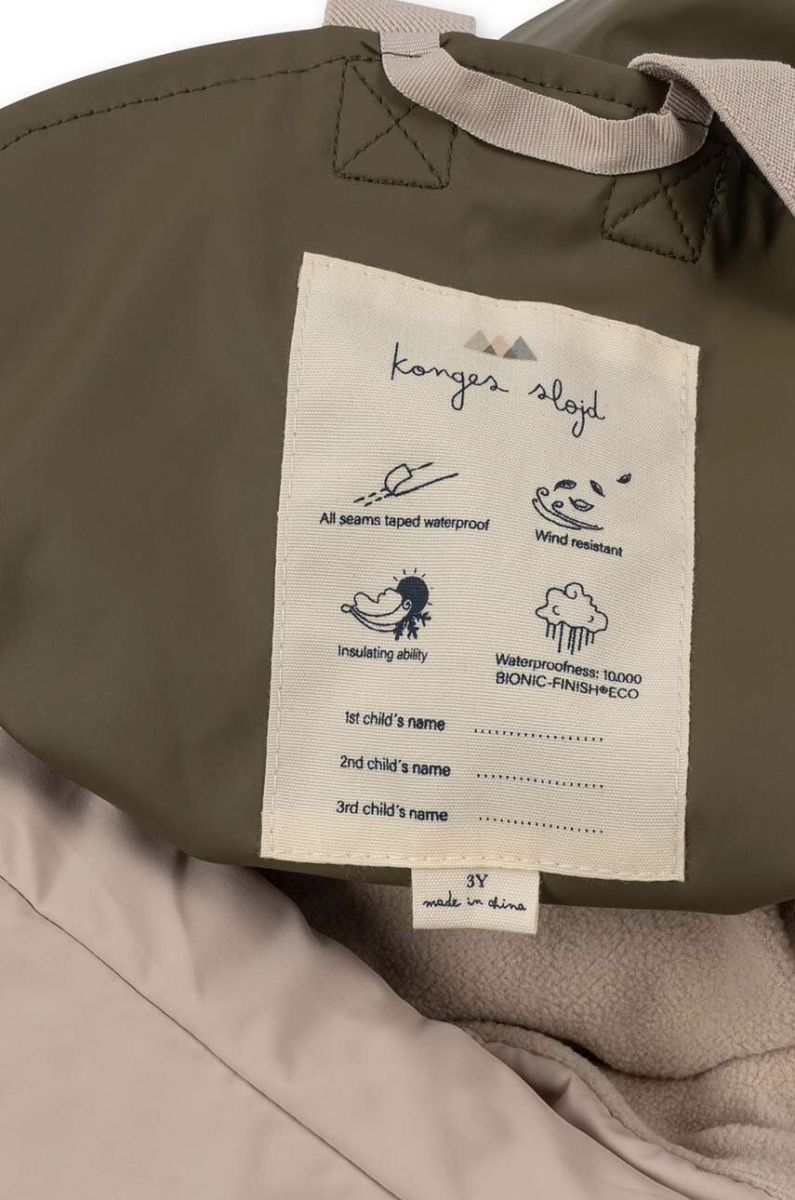 konges sløjd
All seams taped waterproof
Wind resistant
Insulating ability
Waterproofness: 10.000
BIONIC-FINISH®ECO
1st child's name
2nd child's name
3rd child's name
3Y
made in china